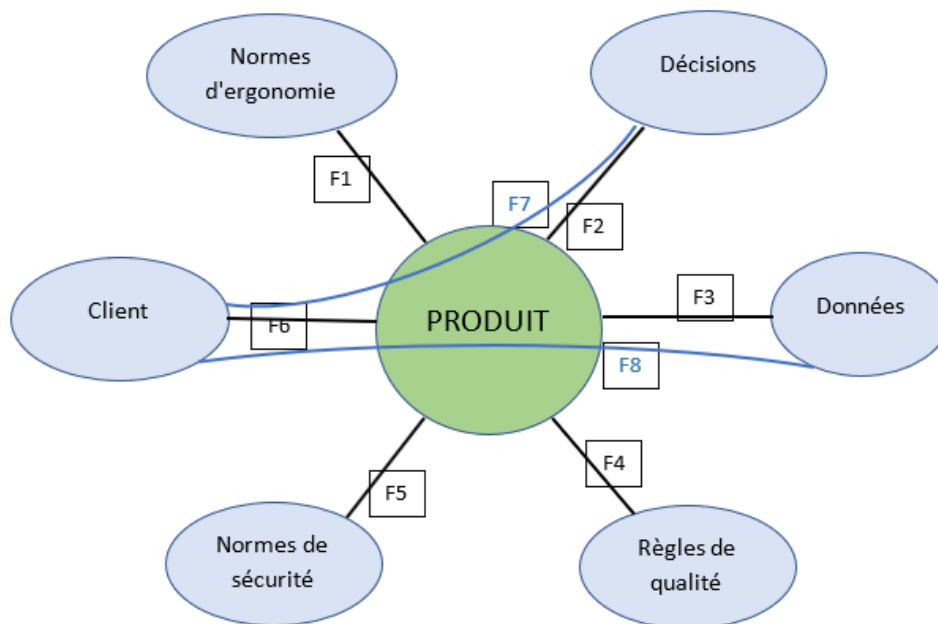 Normes
d'ergonomie
Décisions
F1
F7
F2
Client
F6
PRODUIT
F3
Données
F8
F5
F4
Normes de
sécurité
Règles de
qualité